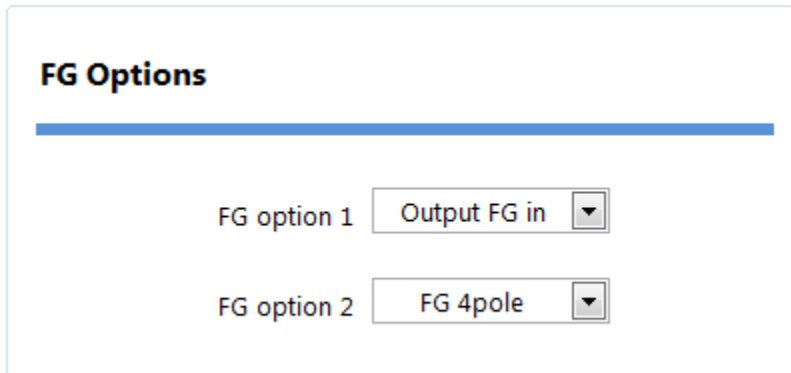 FG Options
FG option 1 Output FG in
FG option 2 FG 4pole